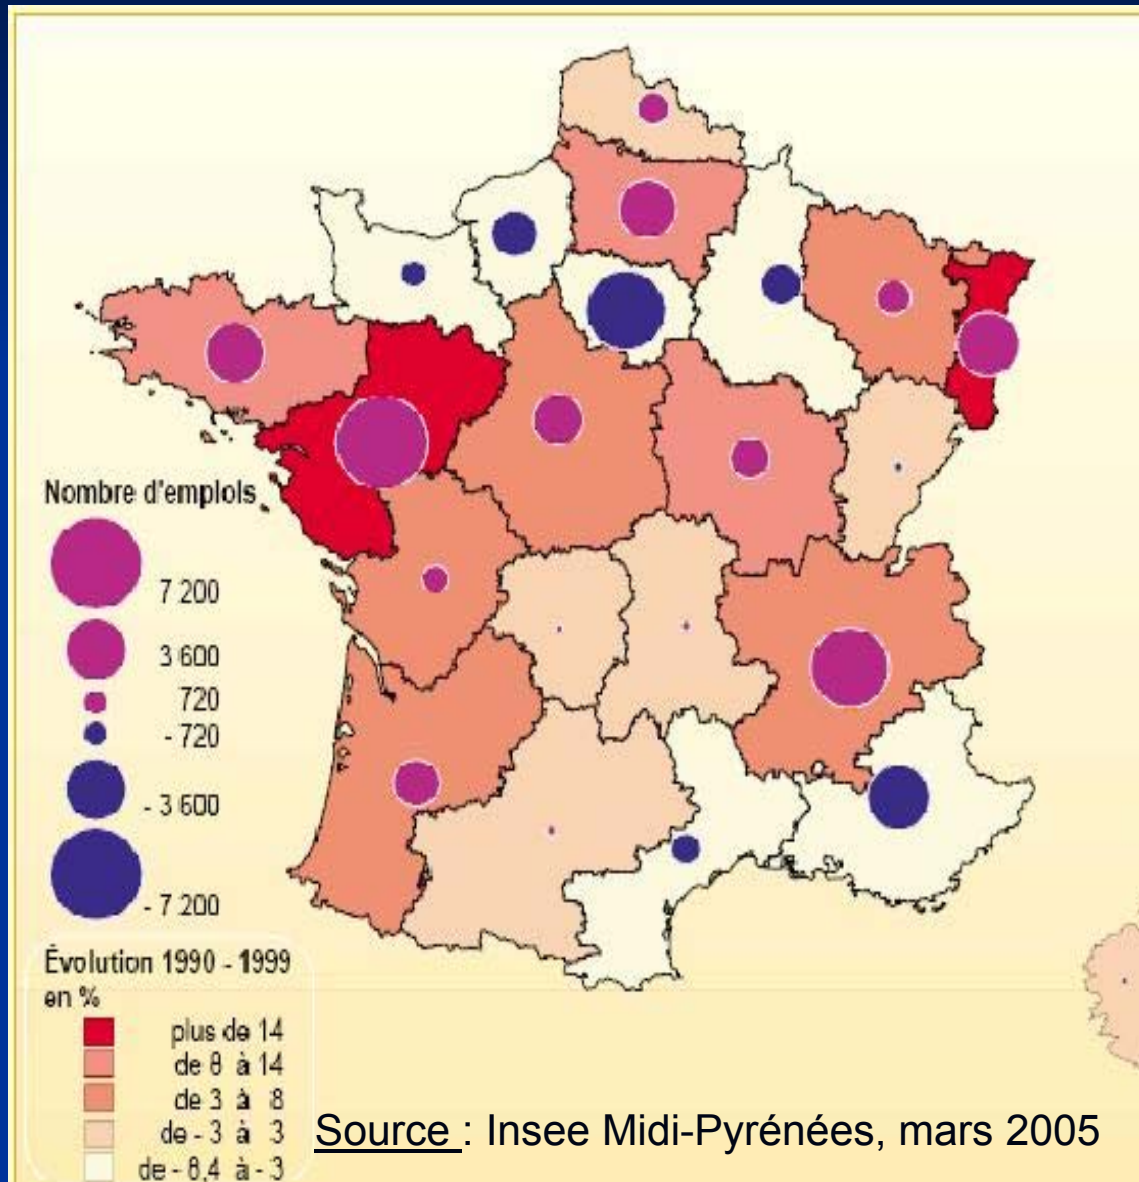 Nombre d'emplois
7 200
3 600
720
- 720
- 3 600
- 7 200
Évolution 1990 - 1999
en %
plus de 14
de 8 à 14
de 3 à 8
de - 3 à 3
de - 8,4 à - 3
Source : Insee Midi-Pyrénées, mars 2005